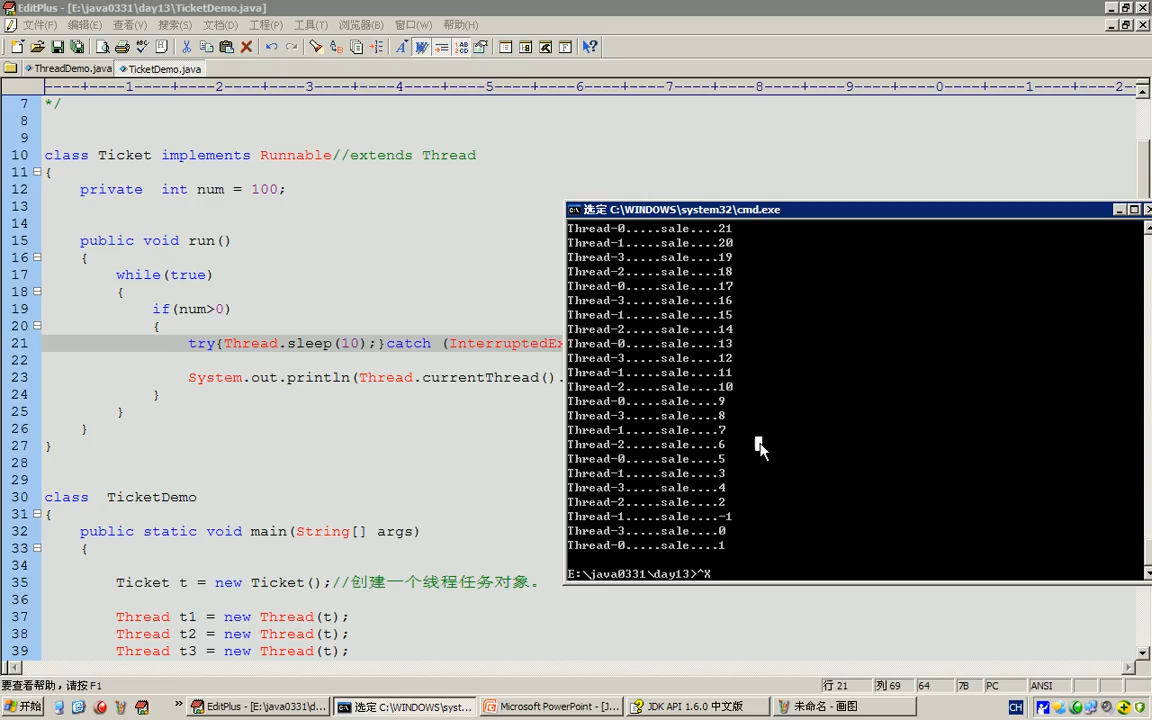 EditPlus - [E:\java0331\day13\TicketDemo.java]
文件(F) 编辑(E) 查看(V) 搜索(S) 文档(D) 工程(P) 工具(T) 浏览器(B) 窗口(W) 帮助(H)
ThreadDemo.java TicketDemo.java
----+----1----+----2----+----3----+----4----+----5----+----6----+----7----+----8----+----9----+----0----+----1----+----2-
7 */
8
9
10 class Ticket implements Runnable//extends Thread
11 {
12 private int num = 100;
13
14
15 public void run()
16 {
17 while(true)
18 {
19 if(num>0)
20 {
21 try{Thread.sleep(10);}catch (InterruptedEx
22
23 System.out.println(Thread.currentThread().
24 }
25 }
26 }
27 }
28
29
30 class TicketDemo
31 {
32 public static void main(String[] args)
33 {
34
35 Ticket t = new Ticket();//创建一个线程任务对象。
36
37 Thread t1 = new Thread(t);
38 Thread t2 = new Thread(t);
39 Thread t3 = new Thread(t);
选定 C:\WINDOWS\system32\cmd.exe
Thread-0.....sale....21
Thread-1.....sale....20
Thread-3.....sale....19
Thread-2.....sale....18
Thread-0.....sale....17
Thread-3.....sale....16
Thread-1.....sale....15
Thread-2.....sale....14
Thread-0.....sale....13
Thread-3.....sale....12
Thread-1.....sale....11
Thread-2.....sale....10
Thread-0.....sale....9
Thread-3.....sale....8
Thread-1.....sale....7
Thread-2.....sale....6
Thread-0.....sale....5
Thread-1.....sale....3
Thread-3.....sale....4
Thread-2.....sale....2
Thread-1.....sale....-1
Thread-3.....sale....0
Thread-0.....sale....1
E:\java0331\day13>^X
要查看帮助，请按 F1 行 21 列 69 64 7B PC ANSI
开始 EditPlus - [E:\java0331\d... 选定 C:\WINDOWS\syst... Microsoft PowerPoint - [J... JDK API 1.6.0 中文版 未命名 - 画图 CH